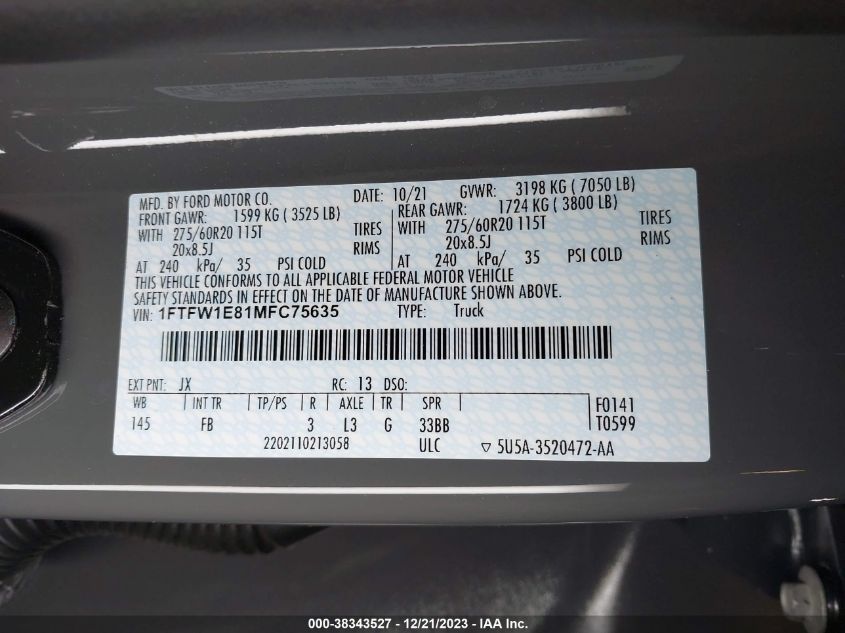 MFD. BY FORD MOTOR CO. DATE: 10/21 GVWR: 3198 KG ( 7050 LB)
FRONT GAWR: 1599 KG ( 3525 LB) REAR GAWR: 1724 KG ( 3800 LB)
WITH 275/60R20 115T TIRES WITH 275/60R20 115T TIRES
20x8.5J RIMS 20x8.5J RIMS
AT 240 kPa/ 35 PSI COLD AT 240 kPa/ 35 PSI COLD
THIS VEHICLE CONFORMS TO ALL APPLICABLE FEDERAL MOTOR VEHICLE
SAFETY STANDARDS IN EFFECT ON THE DATE OF MANUFACTURE SHOWN ABOVE.
VIN: 1FTFW1E81MFC75635 TYPE: Truck
EXT PNT: JX RC: 13 DSO:
WB INT TR TP/PS R AXLE TR SPR F0141
145 FB 3 L3 G 33BB T0599
2202110213058 ULC ▽ 5U5A-3520472-AA
000-38343527 - 12/21/2023 - IAA Inc.